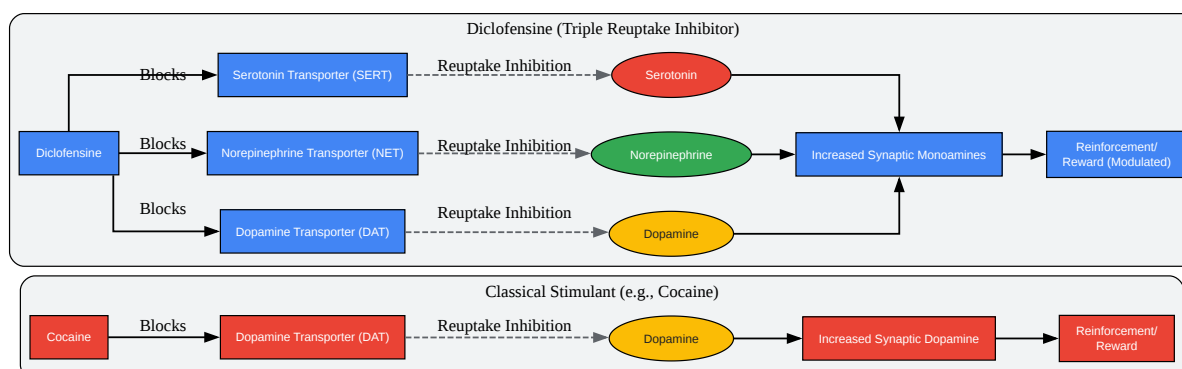 Diclofensine (Triple Reuptake Inhibitor)
Blocks
Serotonin Transporter (SERT)
Reuptake Inhibition
Serotonin
Diclofensine
Blocks
Norepinephrine Transporter (NET)
Reuptake Inhibition
Norepinephrine
Increased Synaptic Monoamines
Reinforcement/
Reward (Modulated)
Blocks
Dopamine Transporter (DAT)
Reuptake Inhibition
Dopamine
Classical Stimulant (e.g., Cocaine)
Cocaine
Blocks
Dopamine Transporter (DAT)
Reuptake Inhibition
Dopamine
Increased Synaptic Dopamine
Reinforcement/
Reward